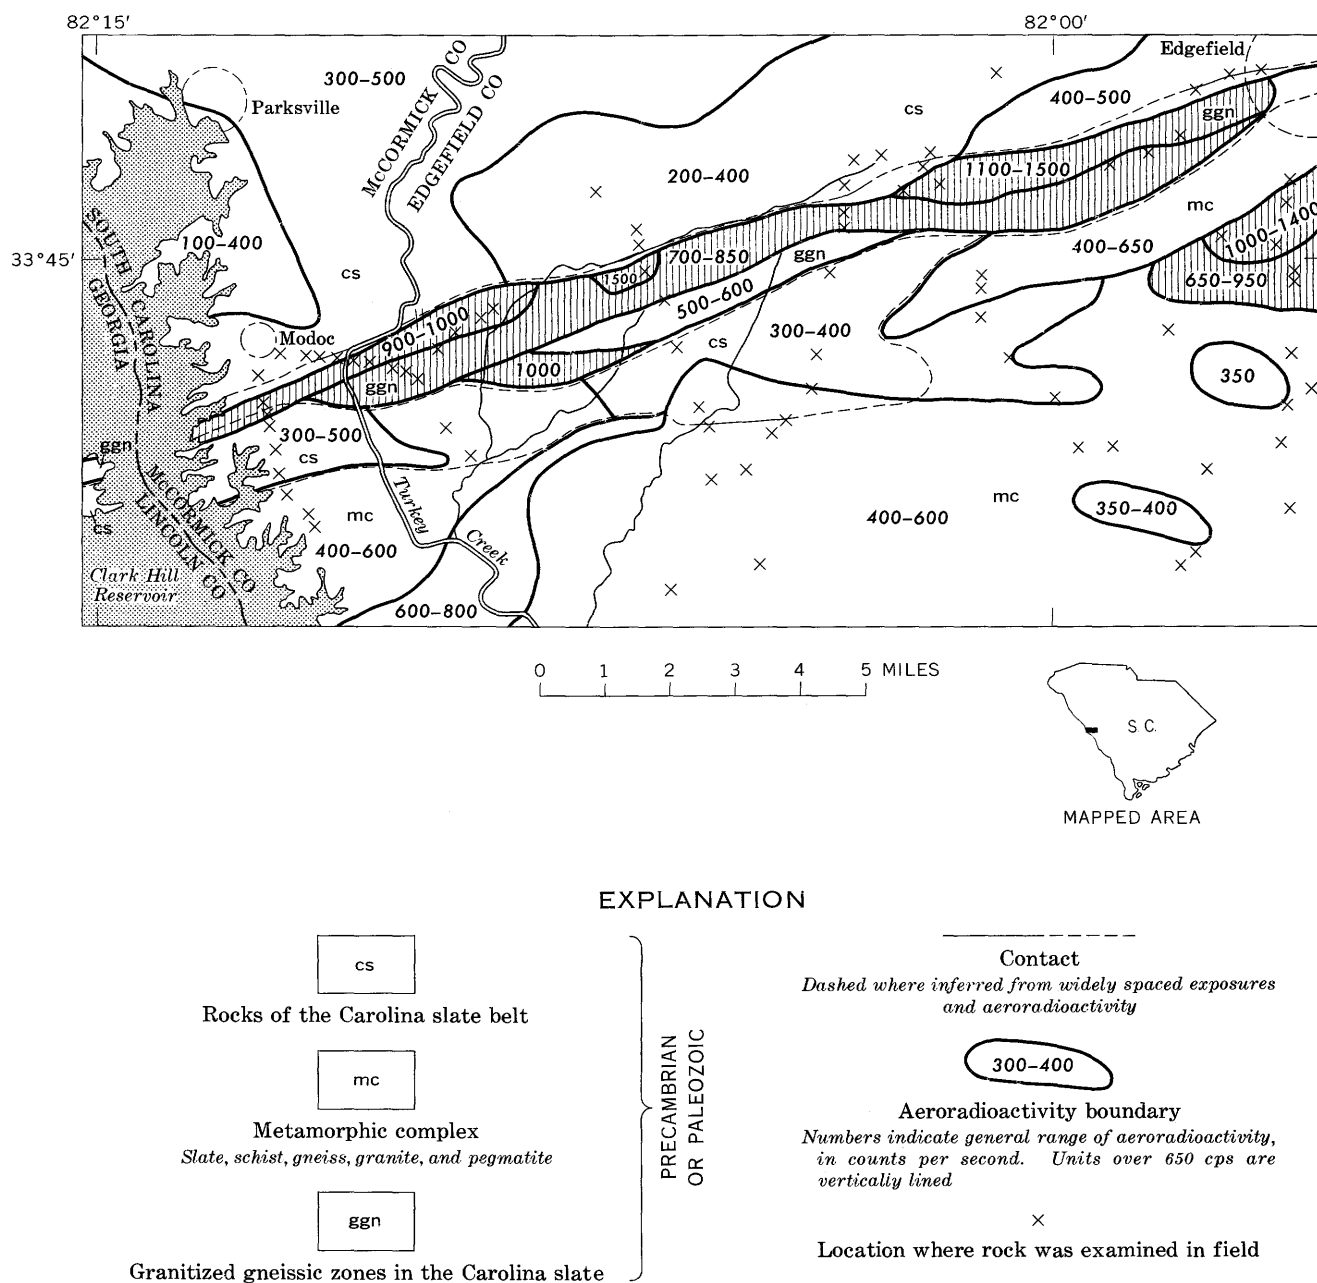 82°15′
82°00′
Edgefield
300–500
McCORMICK CO
EDGEFIELD CO
Parksville
cs
400–500
ggn
200–400
1100–1500
mc
SOUTH CAROLINA
GEORGIA
100–400
33°45′
cs
1500
700–850
ggn
400–650
1000–1400
650–950
500–600
900–1000
Modoc
300–400
cs
1000
ggn
350
300–500
cs
ggn
McCORMICK CO
LINCOLN CO
cs
Turkey
Creek
mc
400–600
mc
400–600
350–400
Clark Hill
Reservoir
600–800
0 1 2 3 4 5 MILES
S.C.
MAPPED AREA
EXPLANATION
cs
Rocks of the Carolina slate belt
mc
Metamorphic complex
Slate, schist, gneiss, granite, and pegmatite
ggn
Granitized gneissic zones in the Carolina slate
PRECAMBRIAN
OR PALEOZOIC
Contact
Dashed where inferred from widely spaced exposures
and aeroradioactivity
300–400
Aeroradioactivity boundary
Numbers indicate general range of aeroradioactivity,
in counts per second. Units over 650 cps are
vertically lined
×
Location where rock was examined in field